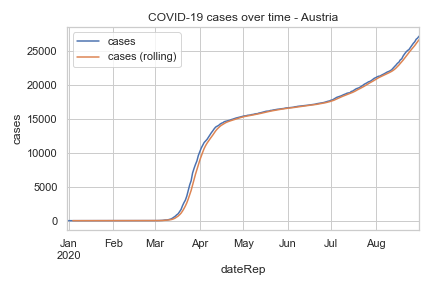 COVID-19 cases over time - Austria
cases
cases (rolling)
25000
20000
15000
10000
5000
0
cases
Jan Feb Mar Apr May Jun Jul Aug
2020
dateRep